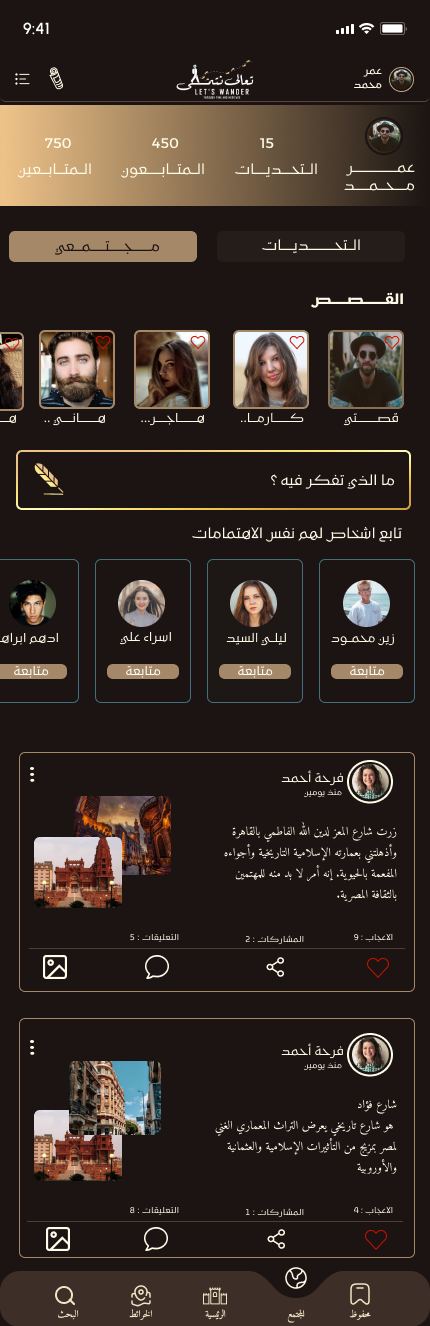 9:41
عمر
محمد
تعالى نتمشى
LET'S WANDER
15
450
750
عمر
محمد
التحديات
المتابعون
المتابعين
التحديات
مجتمعي
القصص
قصتي
كارما..
هاجر...
هاني ..
ما الذي تفكر فيه ؟
تابع اشخاص لهم نفس الاهتمامات
زين محمود
ليلي السيد
اسراء علي
ادهم ابراه
متابعة
متابعة
متابعة
متابعة
فرحة أحمد
منذ يومين
زرت شارع المعز لدين الله الفاطمي بالقاهرة
وأذهلتني بعمارته الإسلامية التاريخية وأجواءه
المفعمة بالحيوية. إنه أمر لا بد منه للمهتمين
بالثقافة المصرية.
الاعجاب : 9
المشاركات : 2
التعليقات : 5
فرحة أحمد
منذ يومين
شارع فؤاد
هو شارع تاريخي يعرض التراث المعماري الغني
لمصر بمزيج من التأثيرات الإسلامية والعثمانية
والأوروبية
الاعجاب : 4
المشاركات : 1
التعليقات : 8
محفوظ
المجتمع
الرئيسية
الخرائط
البحث